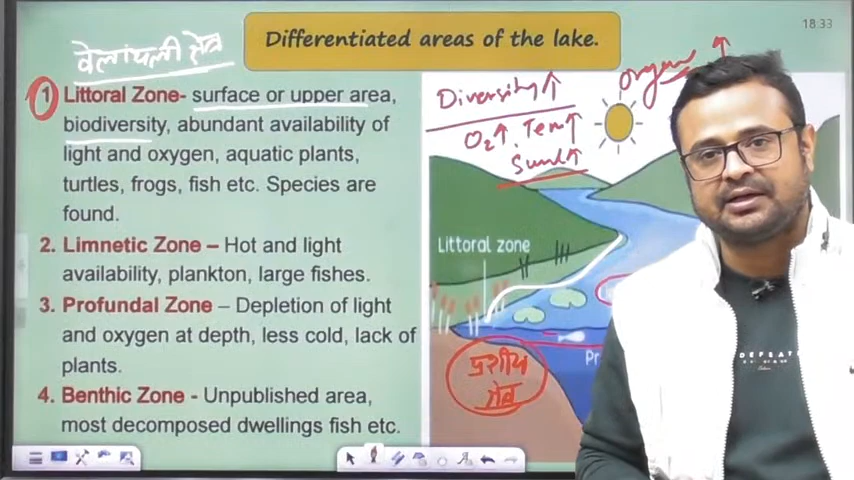 18:33
Differentiated areas of the lake.
वेलांचली क्षेत्र
1 Littoral Zone- surface or upper area,
biodiversity, abundant availability of
light and oxygen, aquatic plants,
turtles, frogs, fish etc. Species are
found.
2. Limnetic Zone – Hot and light
availability, plankton, large fishes.
3. Profundal Zone – Depletion of light
and oxygen at depth, less cold, lack of
plants.
4. Benthic Zone - Unpublished area,
most decomposed dwellings fish etc.
Diversity ↑
O₂↑, Tem↑
Sunl↑
Littoral zone
Pr
DEFEAT